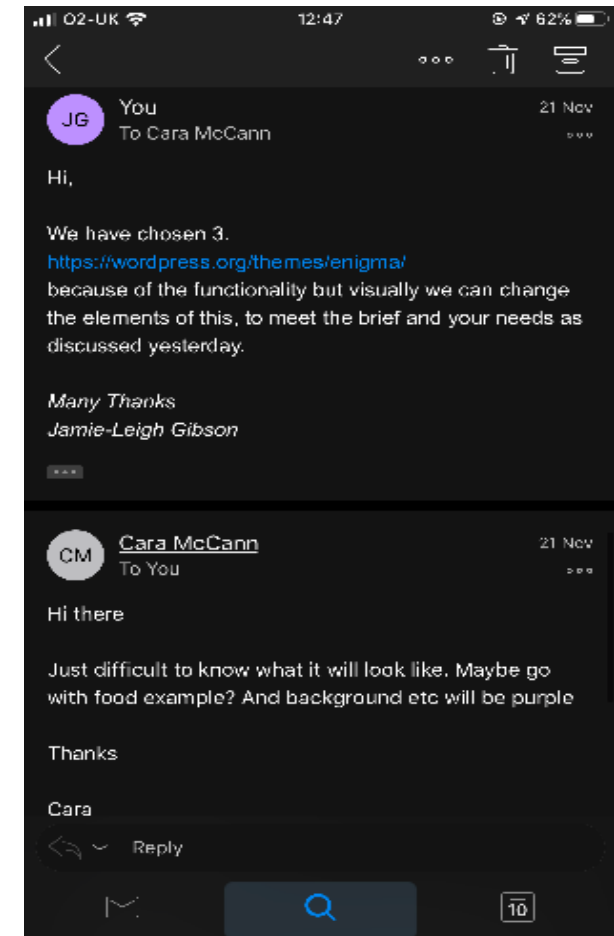 O2-UK 12:47 62%
JG You 21 Nov
To Cara McCann
Hi,
We have chosen 3.
https://wordpress.org/themes/enigma/
because of the functionality but visually we can change
the elements of this, to meet the brief and your needs as
discussed yesterday.
Many Thanks
Jamie-Leigh Gibson
CM Cara McCann 21 Nov
To You
Hi there
Just difficult to know what it will look like. Maybe go
with food example? And background etc will be purple
Thanks
Cara
Reply
10